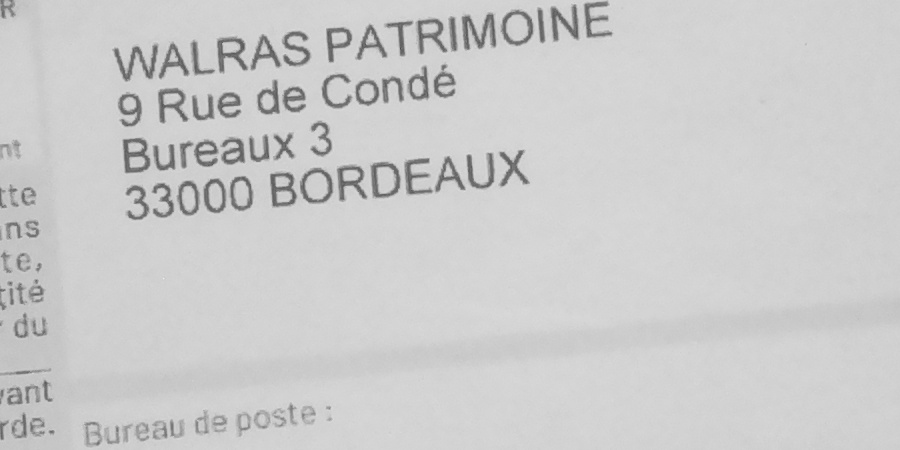 R
WALRAS PATRIMOINE
9 Rue de Condé
Bureaux 3
33000 BORDEAUX
nt
tte
ns
te,
tité
du
vant
rde.
Bureau de poste :